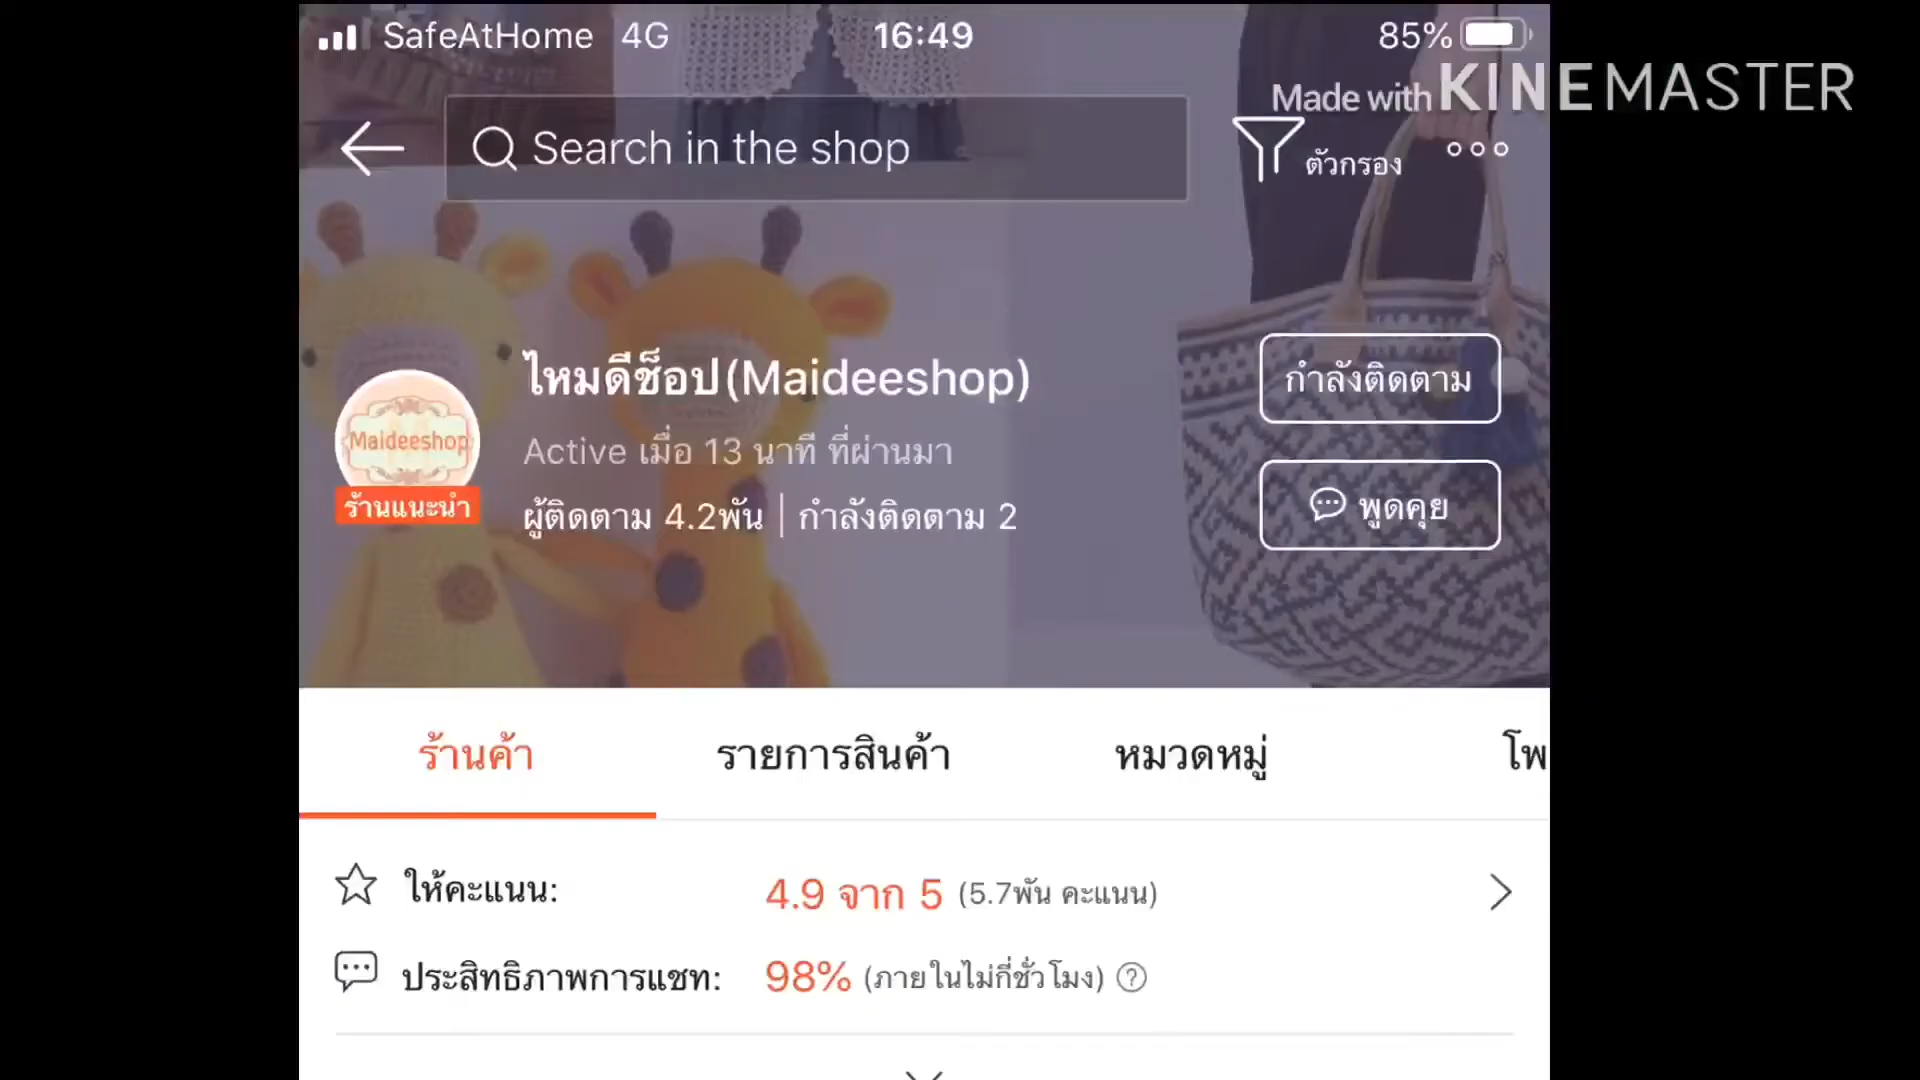 SafeAtHome 4G 16:49 85%
Made with KINEMASTER
Search in the shop
ตัวกรอง
ไหมดีช็อป(Maideeshop)
กำลังติดตาม
Maideeshop
Active เมื่อ 13 นาที ที่ผ่านมา
ร้านแนะนำ
ผู้ติดตาม 4.2พัน | กำลังติดตาม 2
พูดคุย
ร้านค้า รายการสินค้า หมวดหมู่ โพ
ให้คะแนน: 4.9 จาก 5 (5.7พัน คะแนน)
ประสิทธิภาพการแชท: 98% (ภายในไม่กี่ชั่วโมง) ?